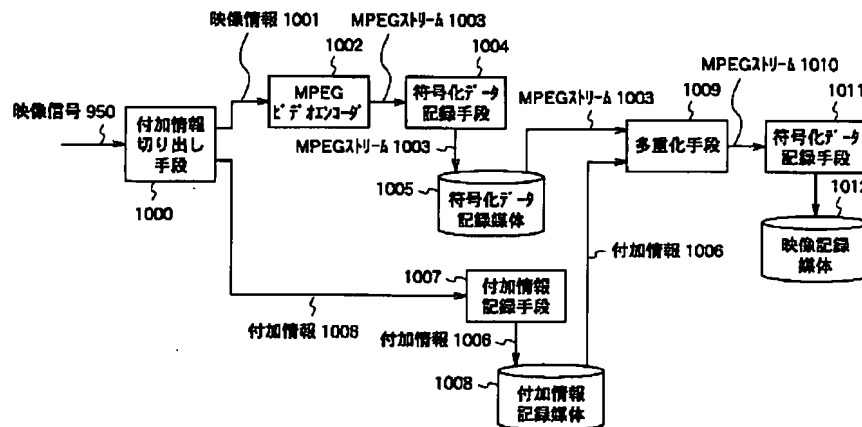 映像情報 1001
MPEGストリーム 1003
1002
1004
MPEGストリーム 1010
1009
1011
映像信号 950
付加情報
切り出し
手段
1000
MPEG
ビデオエンコーダ
符号化データ
記録手段
MPEGストリーム 1003
MPEGストリーム 1003
多重化手段
符号化データ
記録手段
1005
符号化データ
記録媒体
1012
映像記録
媒体
付加情報 1006
1007
付加情報
記録手段
付加情報 1006
付加情報 1006
1008
付加情報
記録媒体